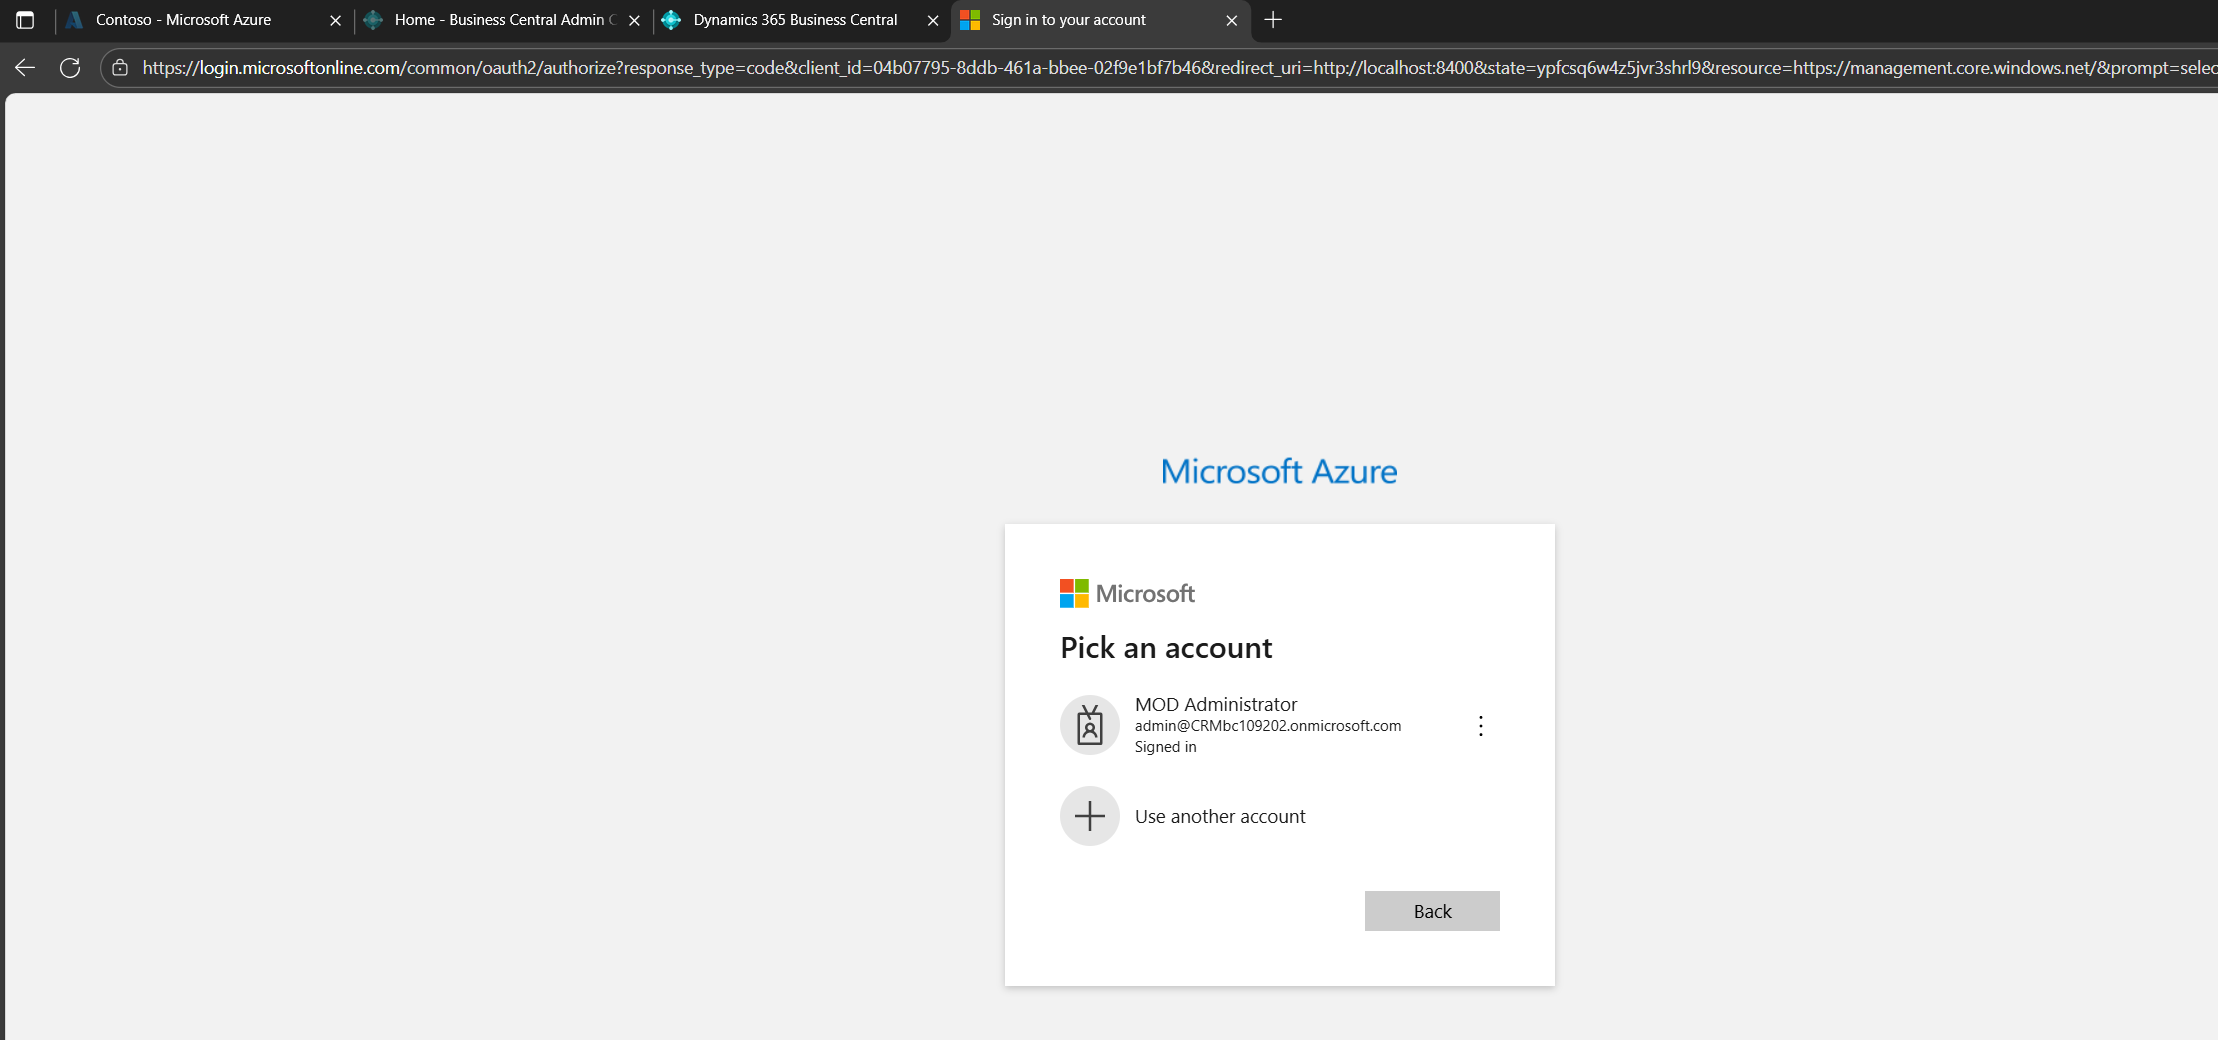 Contoso - Microsoft Azure
Home - Business Central Admin C
Dynamics 365 Business Central
Sign in to your account
https://login.microsoftonline.com/common/oauth2/authorize?response_type=code&client_id=04b07795-8ddb-461a-bbee-02f9e1bf7b46&redirect_uri=http://localhost:8400&state=ypfcsq6w4z5jvr3shrl9&resource=https://management.core.windows.net/&prompt=selec
Microsoft Azure
Microsoft
Pick an account
MOD Administrator
admin@CRMbc109202.onmicrosoft.com
Signed in
Use another account
Back